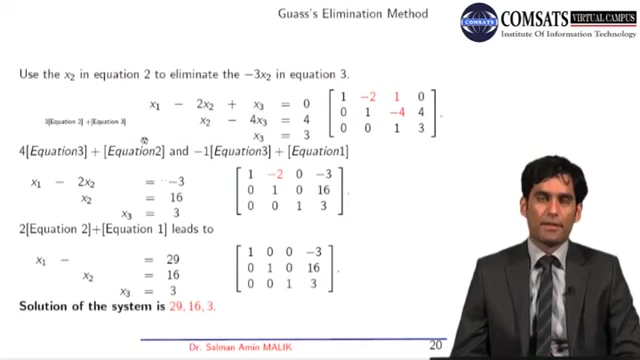 Guass's Elimination Method
COMSATS VIRTUAL CAMPUS
Institute Of Information Technology
Use the x₂ in equation 2 to eliminate the −3x₂ in equation 3.
x₁ − 2x₂ + x₃ = 0 [ 1 −2 1 0
3[Equation 2] +[Equation 3] x₂ − 4x₃ = 4 0 1 −4 4
x₃ = 3 0 0 1 3 ].
4[Equation3] + [Equation2] and −1[Equation3] + [Equation1]
x₁ − 2x₂ = −3 [ 1 −2 0 −3
x₂ = 16 0 1 0 16
x₃ = 3 0 0 1 3 ].
2[Equation 2]+[Equation 1] leads to
x₁ − = 29 [ 1 0 0 −3
x₂ = 16 0 1 0 16
x₃ = 3 0 0 1 3 ].
Solution of the system is 29, 16, 3.
Dr. Salman Amin MALIK 20